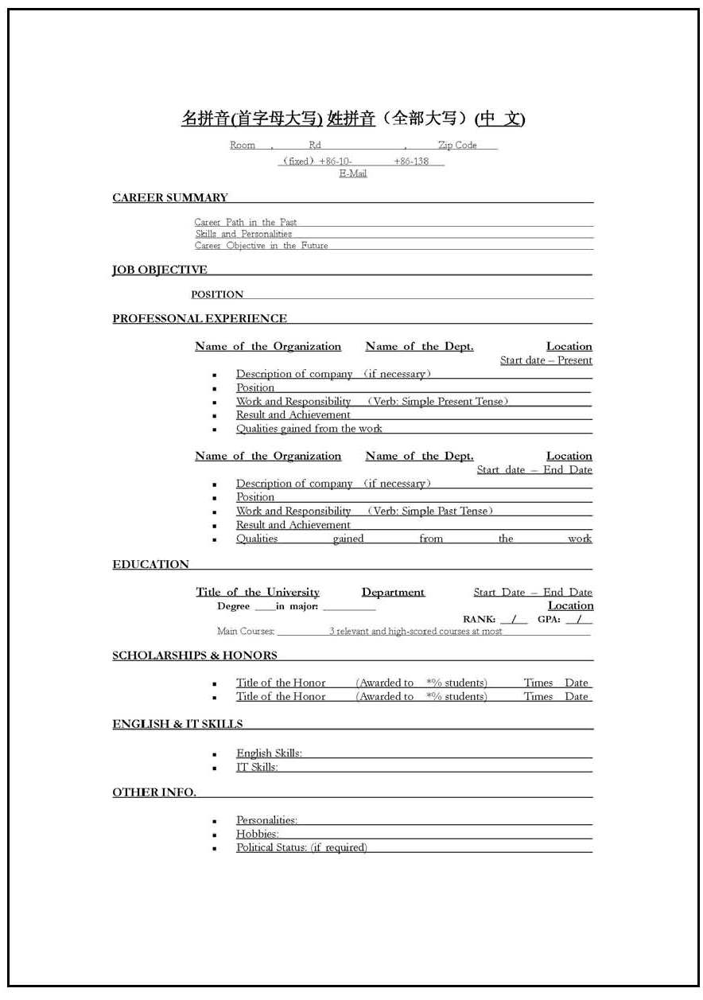 名拼音(首字母大写) 姓拼音（全部大写）(中 文)
Room , Rd , Zip Code
（fixed）+86-10- +86-138
E-Mail
CAREER SUMMARY
Career Path in the Past
Skills and Personalities
Career Objective in the Future
JOB OBJECTIVE
POSITION
PROFESSONAL EXPERIENCE
Name of the Organization Name of the Dept. Location
Start date – Present
▪ Description of company （if necessary）
▪ Position
▪ Work and Responsibility （Verb: Simple Present Tense）
▪ Result and Achievement
▪ Qualities gained from the work
Name of the Organization Name of the Dept. Location
Start date – End Date
▪ Description of company （if necessary）
▪ Position
▪ Work and Responsibility （Verb: Simple Past Tense）
▪ Result and Achievement
▪ Qualities gained from the work
EDUCATION
Title of the University Department Start Date – End Date
Degree ____in major: __________ Location
RANK: __/__ GPA: __/__
Main Courses: __________3 relevant and high-scored courses at most
SCHOLARSHIPS & HONORS
▪ Title of the Honor (Awarded to *% students) Times Date
▪ Title of the Honor (Awarded to *% students) Times Date
ENGLISH & IT SKILLS
▪ English Skills:
▪ IT Skills:
OTHER INFO.
▪ Personalities:
▪ Hobbies:
▪ Political Status: (if required)